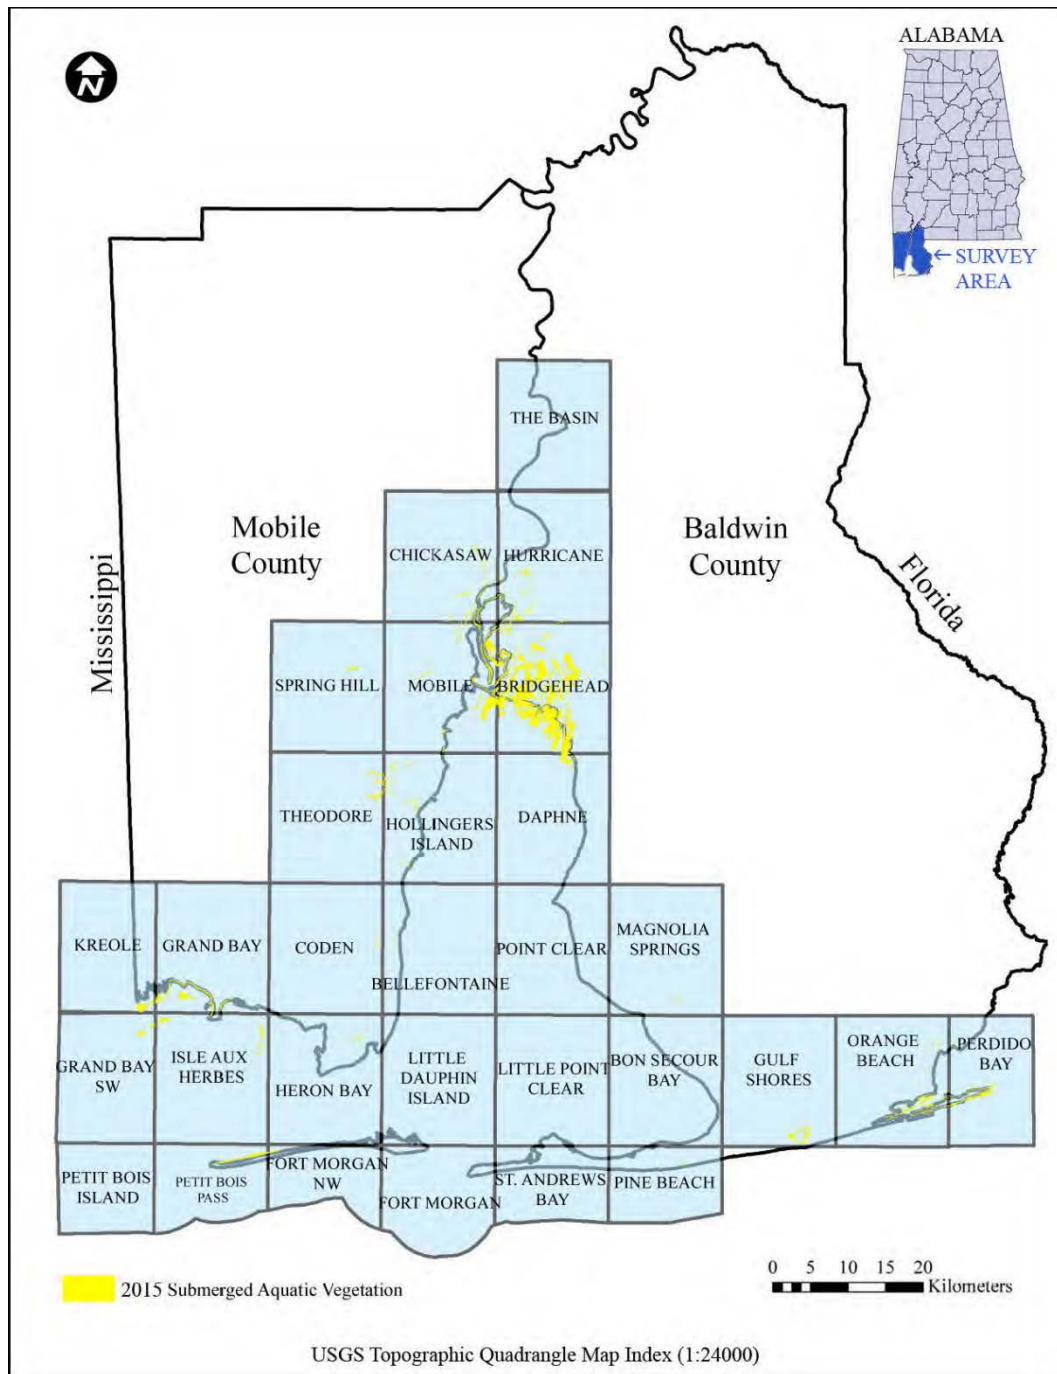 N
ALABAMA
← SURVEY
AREA
THE BASIN
Mobile
County
Baldwin
County
CHICKASAW
HURRICANE
Mississippi
Florida
SPRING HILL
MOBILE
BRIDGEHEAD
THEODORE
HOLLINGERS
ISLAND
DAPHNE
KREOLE
GRAND BAY
CODEN
BELLEFONTAINE
POINT CLEAR
MAGNOLIA
SPRINGS
GRAND BAY
SW
ISLE AUX
HERBES
HERON BAY
LITTLE
DAUPHIN
ISLAND
LITTLE POINT
CLEAR
BON SECOUR
BAY
GULF
SHORES
ORANGE
BEACH
PERDIDO
BAY
PETIT BOIS
ISLAND
PETIT BOIS
PASS
FORT MORGAN
NW
FORT MORGAN
ST. ANDREWS
BAY
PINE BEACH
2015 Submerged Aquatic Vegetation
0 5 10 15 20
Kilometers
USGS Topographic Quadrangle Map Index (1:24000)